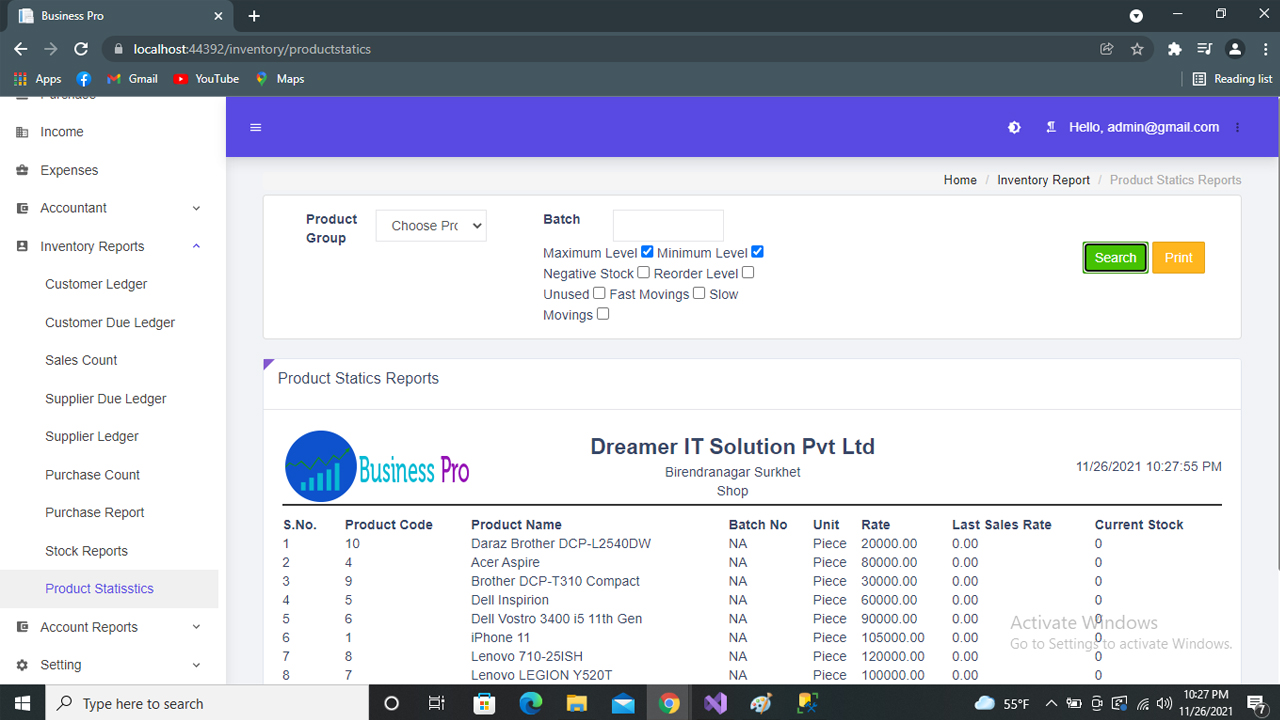 Business Pro
localhost:44392/inventory/productstatics
Apps Gmail YouTube Maps Reading list
Purchase
Income
Expenses
Accountant
Inventory Reports
Customer Ledger
Customer Due Ledger
Sales Count
Supplier Due Ledger
Supplier Ledger
Purchase Count
Purchase Report
Stock Reports
Product Statisstics
Account Reports
Setting
Hello, admin@gmail.com
Home / Inventory Report / Product Statics Reports
Product Group
Choose Prc
Batch
Maximum Level Minimum Level
Negative Stock Reorder Level
Unused Fast Movings Slow
Movings
Search Print
Product Statics Reports
Business Pro
Dreamer IT Solution Pvt Ltd
Birendranagar Surkhet
Shop
11/26/2021 10:27:55 PM
S.No. Product Code Product Name Batch No Unit Rate Last Sales Rate Current Stock
1 10 Daraz Brother DCP-L2540DW NA Piece 20000.00 0.00 0
2 4 Acer Aspire NA Piece 80000.00 0.00 0
3 9 Brother DCP-T310 Compact NA Piece 30000.00 0.00 0
4 5 Dell Inspirion NA Piece 60000.00 0.00 0
5 6 Dell Vostro 3400 i5 11th Gen NA Piece 90000.00 0.00 0
6 1 iPhone 11 NA Piece 105000.00 0.00 0
7 8 Lenovo 710-25ISH NA Piece 120000.00 0.00 0
8 7 Lenovo LEGION Y520T NA Piece 100000.00 0.00 0
Activate Windows
Go to Settings to activate Windows.
Type here to search
55°F
10:27 PM
11/26/2021
7